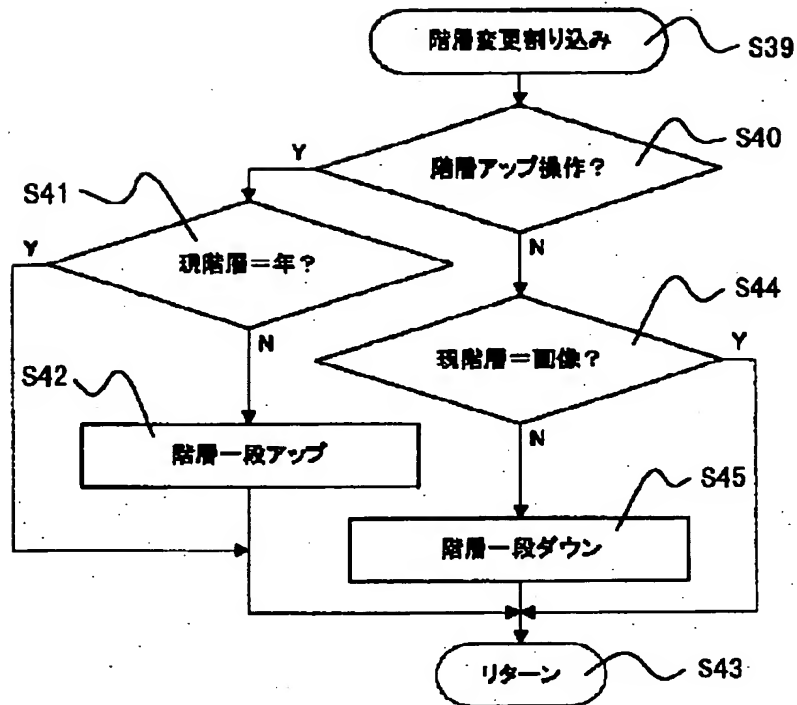 階層変更割り込み
S39
S40
Y
階層アップ操作?
S41
Y
現階層=年?
N
S44
N
現階層=画像?
Y
S42
階層一段アップ
N
S45
階層一段ダウン
リターン
S43